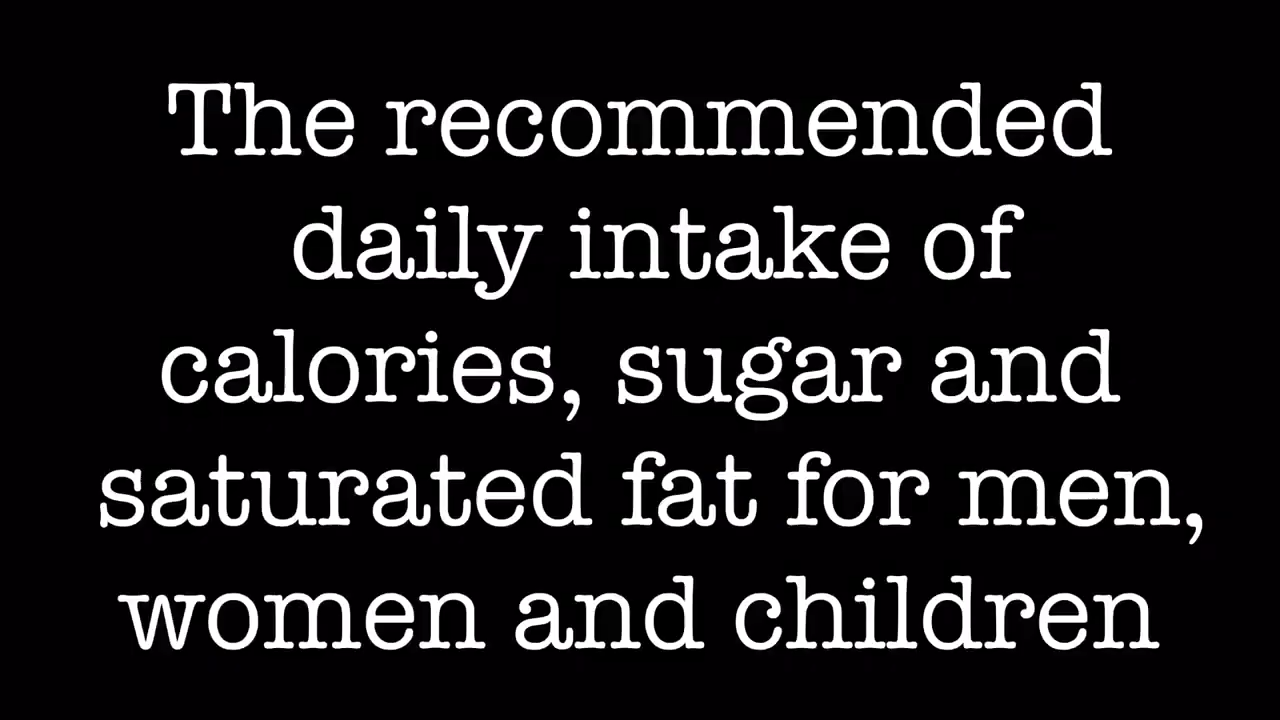 The recommended
daily intake of
calories, sugar and
saturated fat for men,
women and children